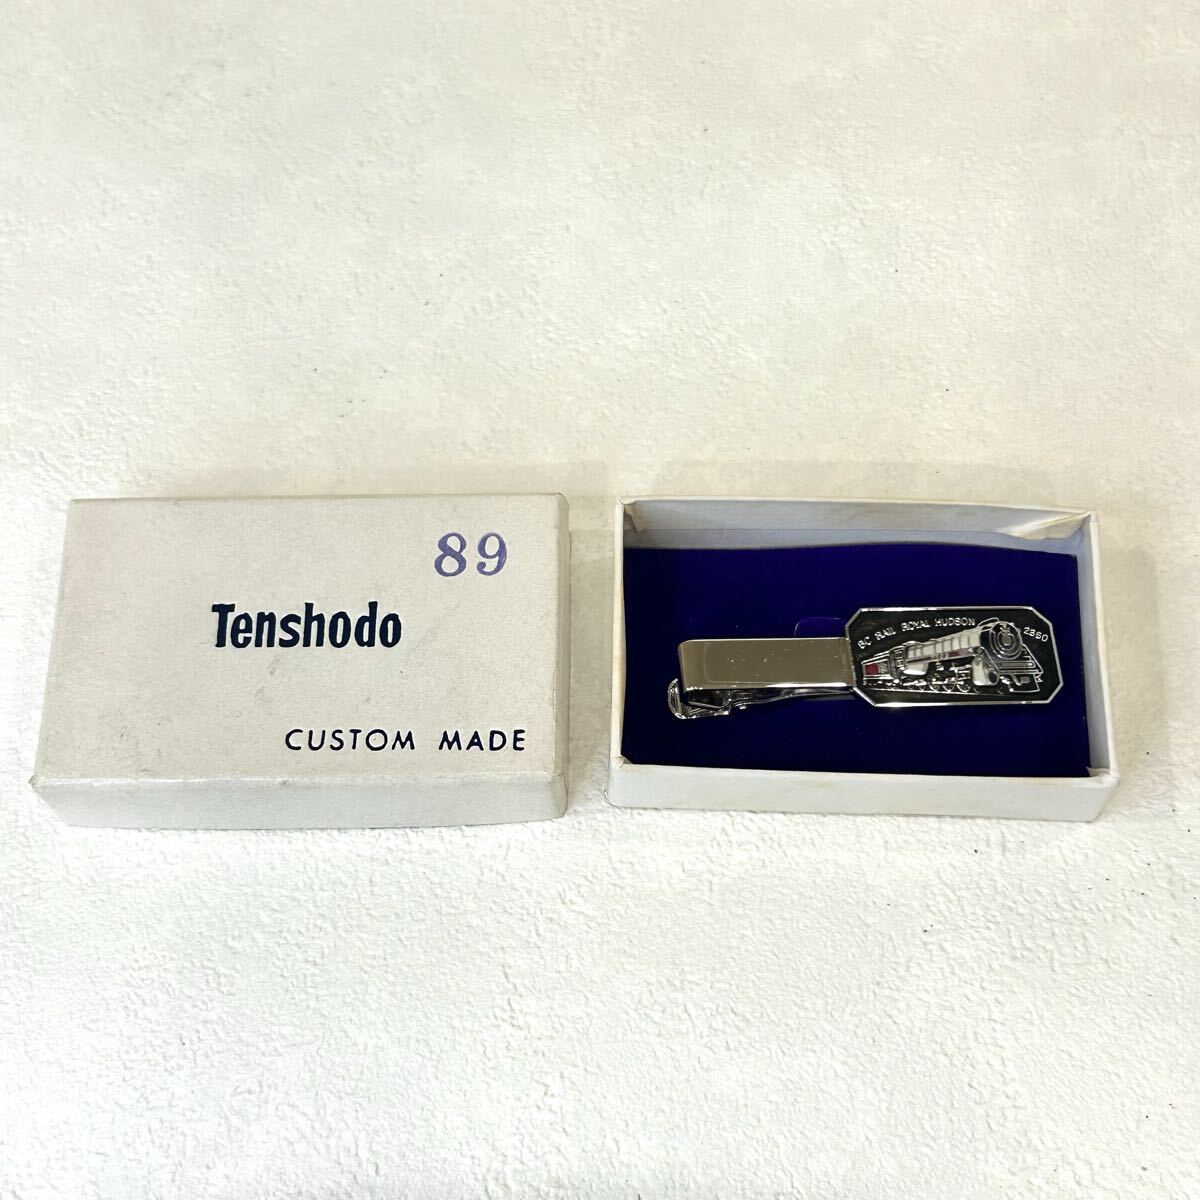 89
Tenshodo
CUSTOM MADE
BC RAIL ROYAL HUDSON 2860